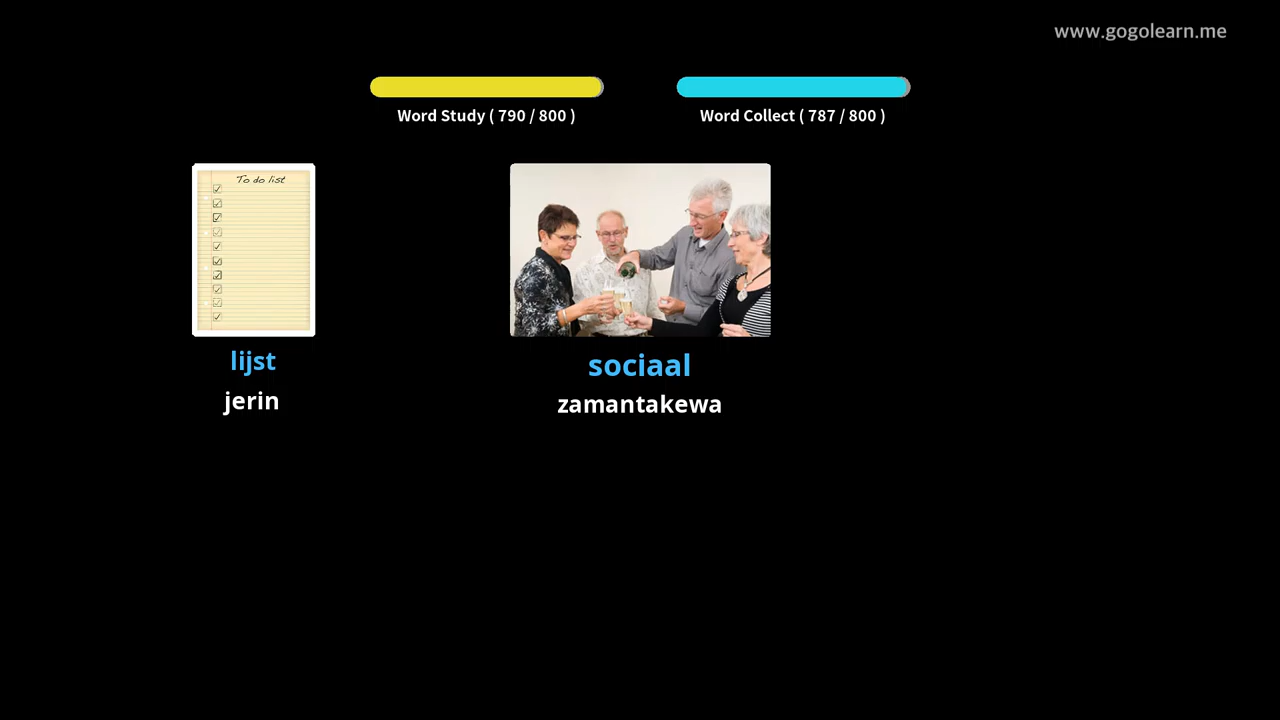 www.gogolearn.me
Word Study ( 790 / 800 )
Word Collect ( 787 / 800 )
To do list
lijst
jerin
sociaal
zamantakewa